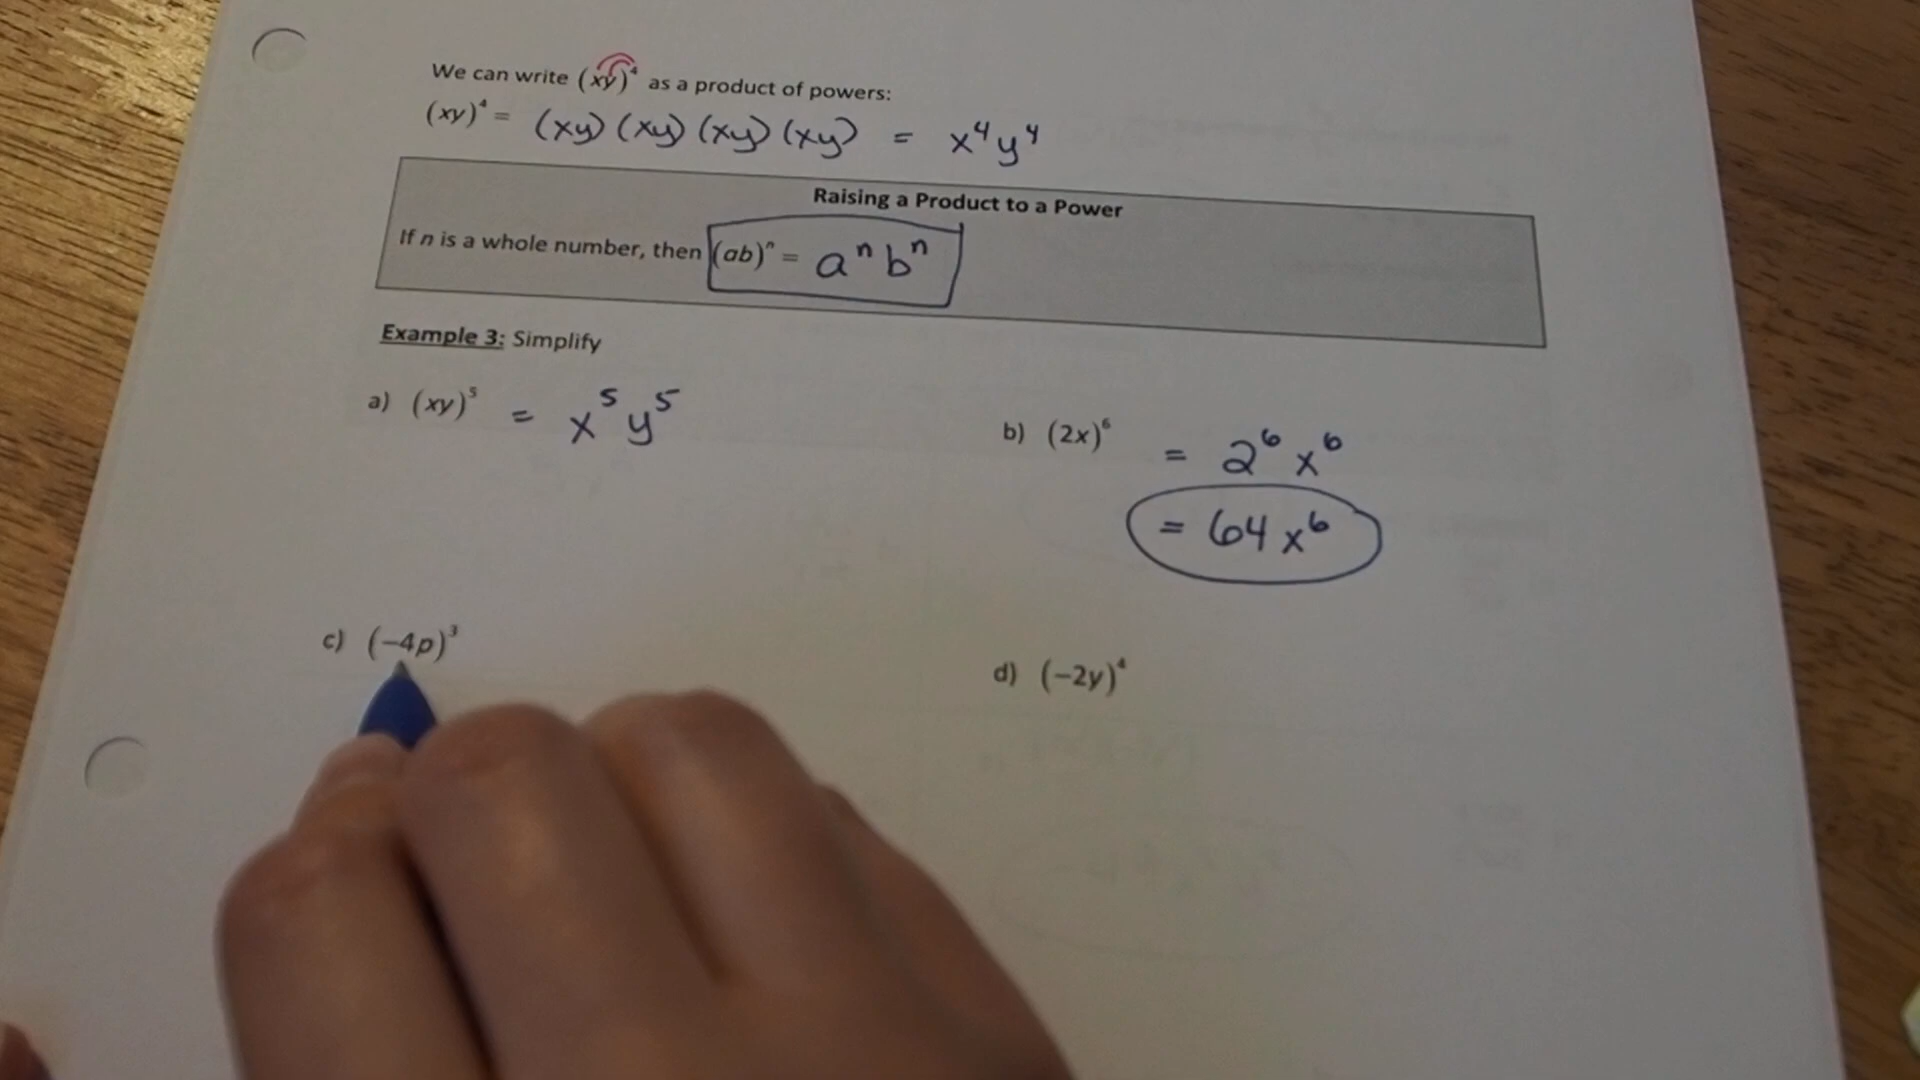 We can write (xy)⁴ as a product of powers:
(xy)⁴ = (xy)(xy)(xy)(xy) = x⁴y⁴
Raising a Product to a Power
If n is a whole number, then (ab)ⁿ = aⁿbⁿ
Example 3: Simplify
a) (xy)⁵ = x⁵y⁵
b) (2x)⁶ = 2⁶x⁶
= 64x⁶
c) (−4p)³
d) (−2y)⁴